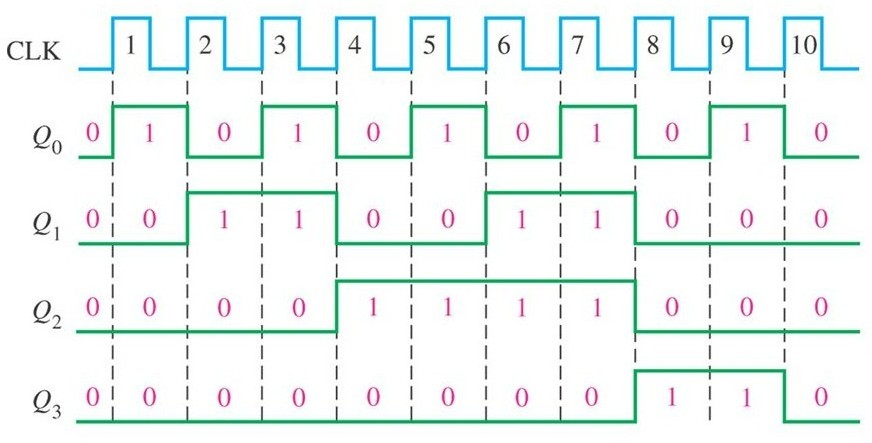 CLK 1 2 3 4 5 6 7 8 9 10
Q0 0 1 0 1 0 1 0 1 0 1 0
Q1 0 0 1 1 0 0 1 1 0 0 0
Q2 0 0 0 0 1 1 1 1 0 0 0
Q3 0 0 0 0 0 0 0 0 1 1 0